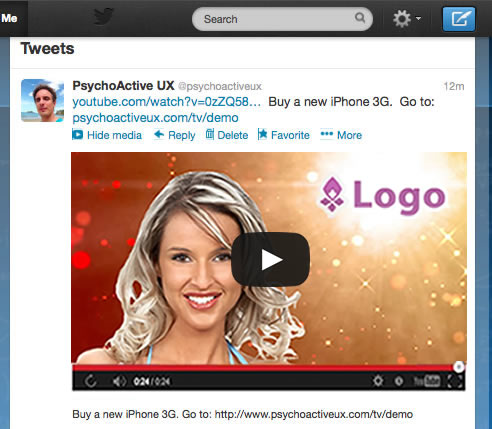 Me
Search
Tweets
PsychoActive UX @psychoactiveux 12m
youtube.com/watch?v=0zZQ58... Buy a new iPhone 3G. Go to:
psychoactiveux.com/tv/demo
Hide media Reply Delete Favorite More
Logo
0:24 / 0:24 YouTube
Buy a new iPhone 3G. Go to: http://www.psychoactiveux.com/tv/demo